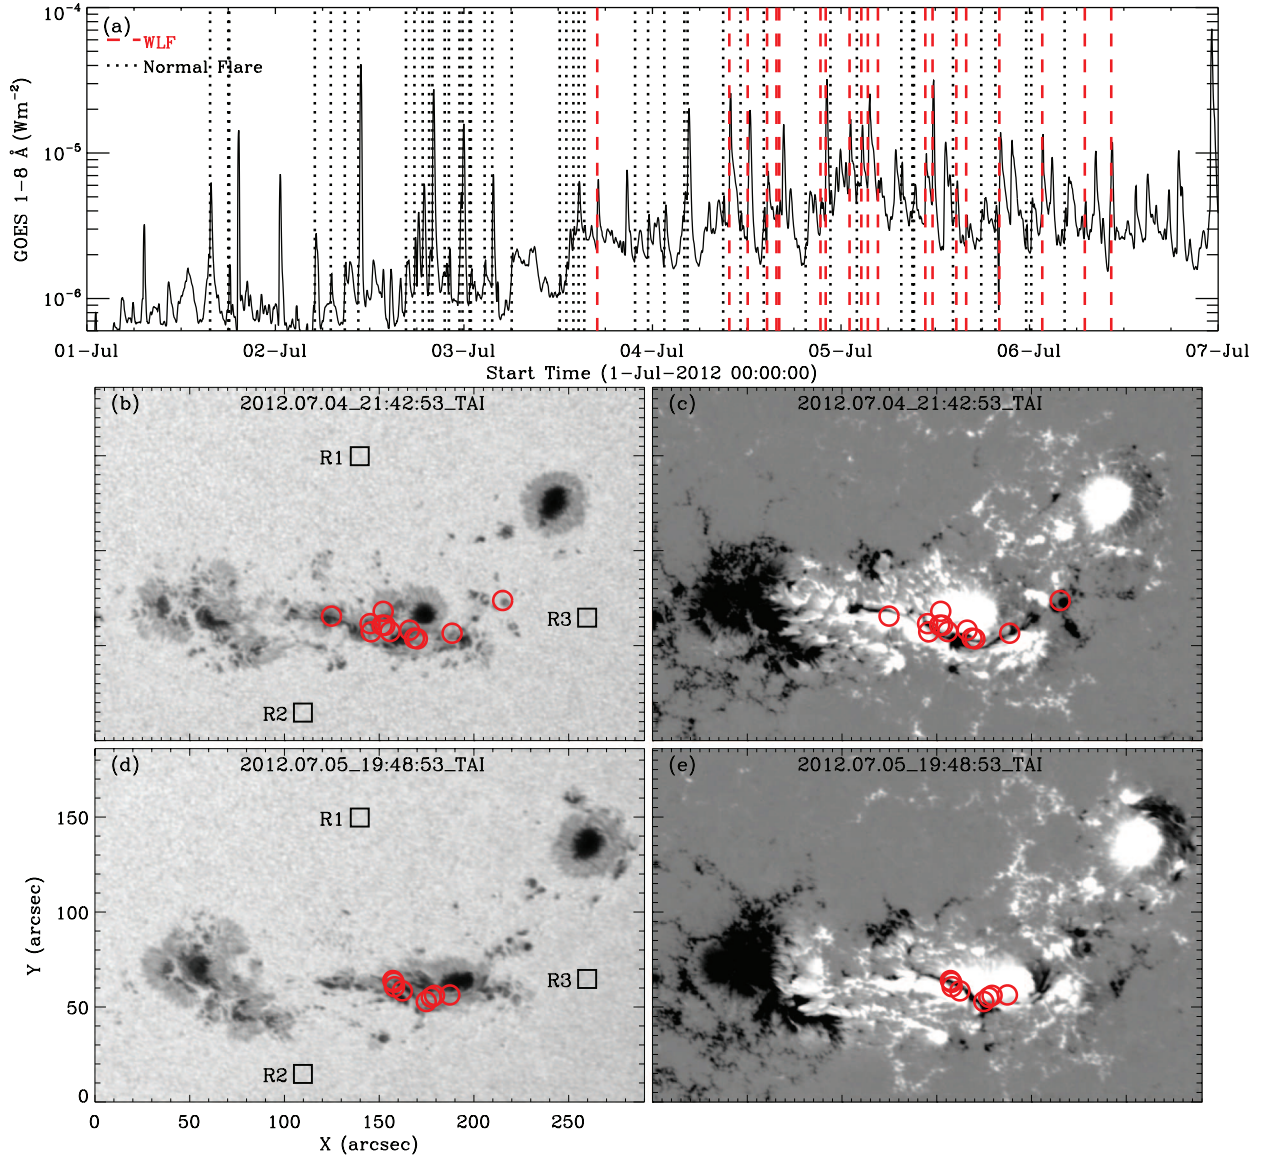 10⁻⁴
(a)
WLF
Normal Flare
10⁻⁵
10⁻⁶
GOES 1-8 Å (Wm⁻²)
01-Jul 02-Jul 03-Jul 04-Jul 05-Jul 06-Jul 07-Jul
Start Time (1-Jul-2012 00:00:00)
(b) 2012.07.04_21:42:53_TAI
R1
R3
R2
(c) 2012.07.04_21:42:53_TAI
(d) 2012.07.05_19:48:53_TAI
R1
R3
R2
150
100
50
0
Y (arcsec)
0 50 100 150 200 250
X (arcsec)
(e) 2012.07.05_19:48:53_TAI